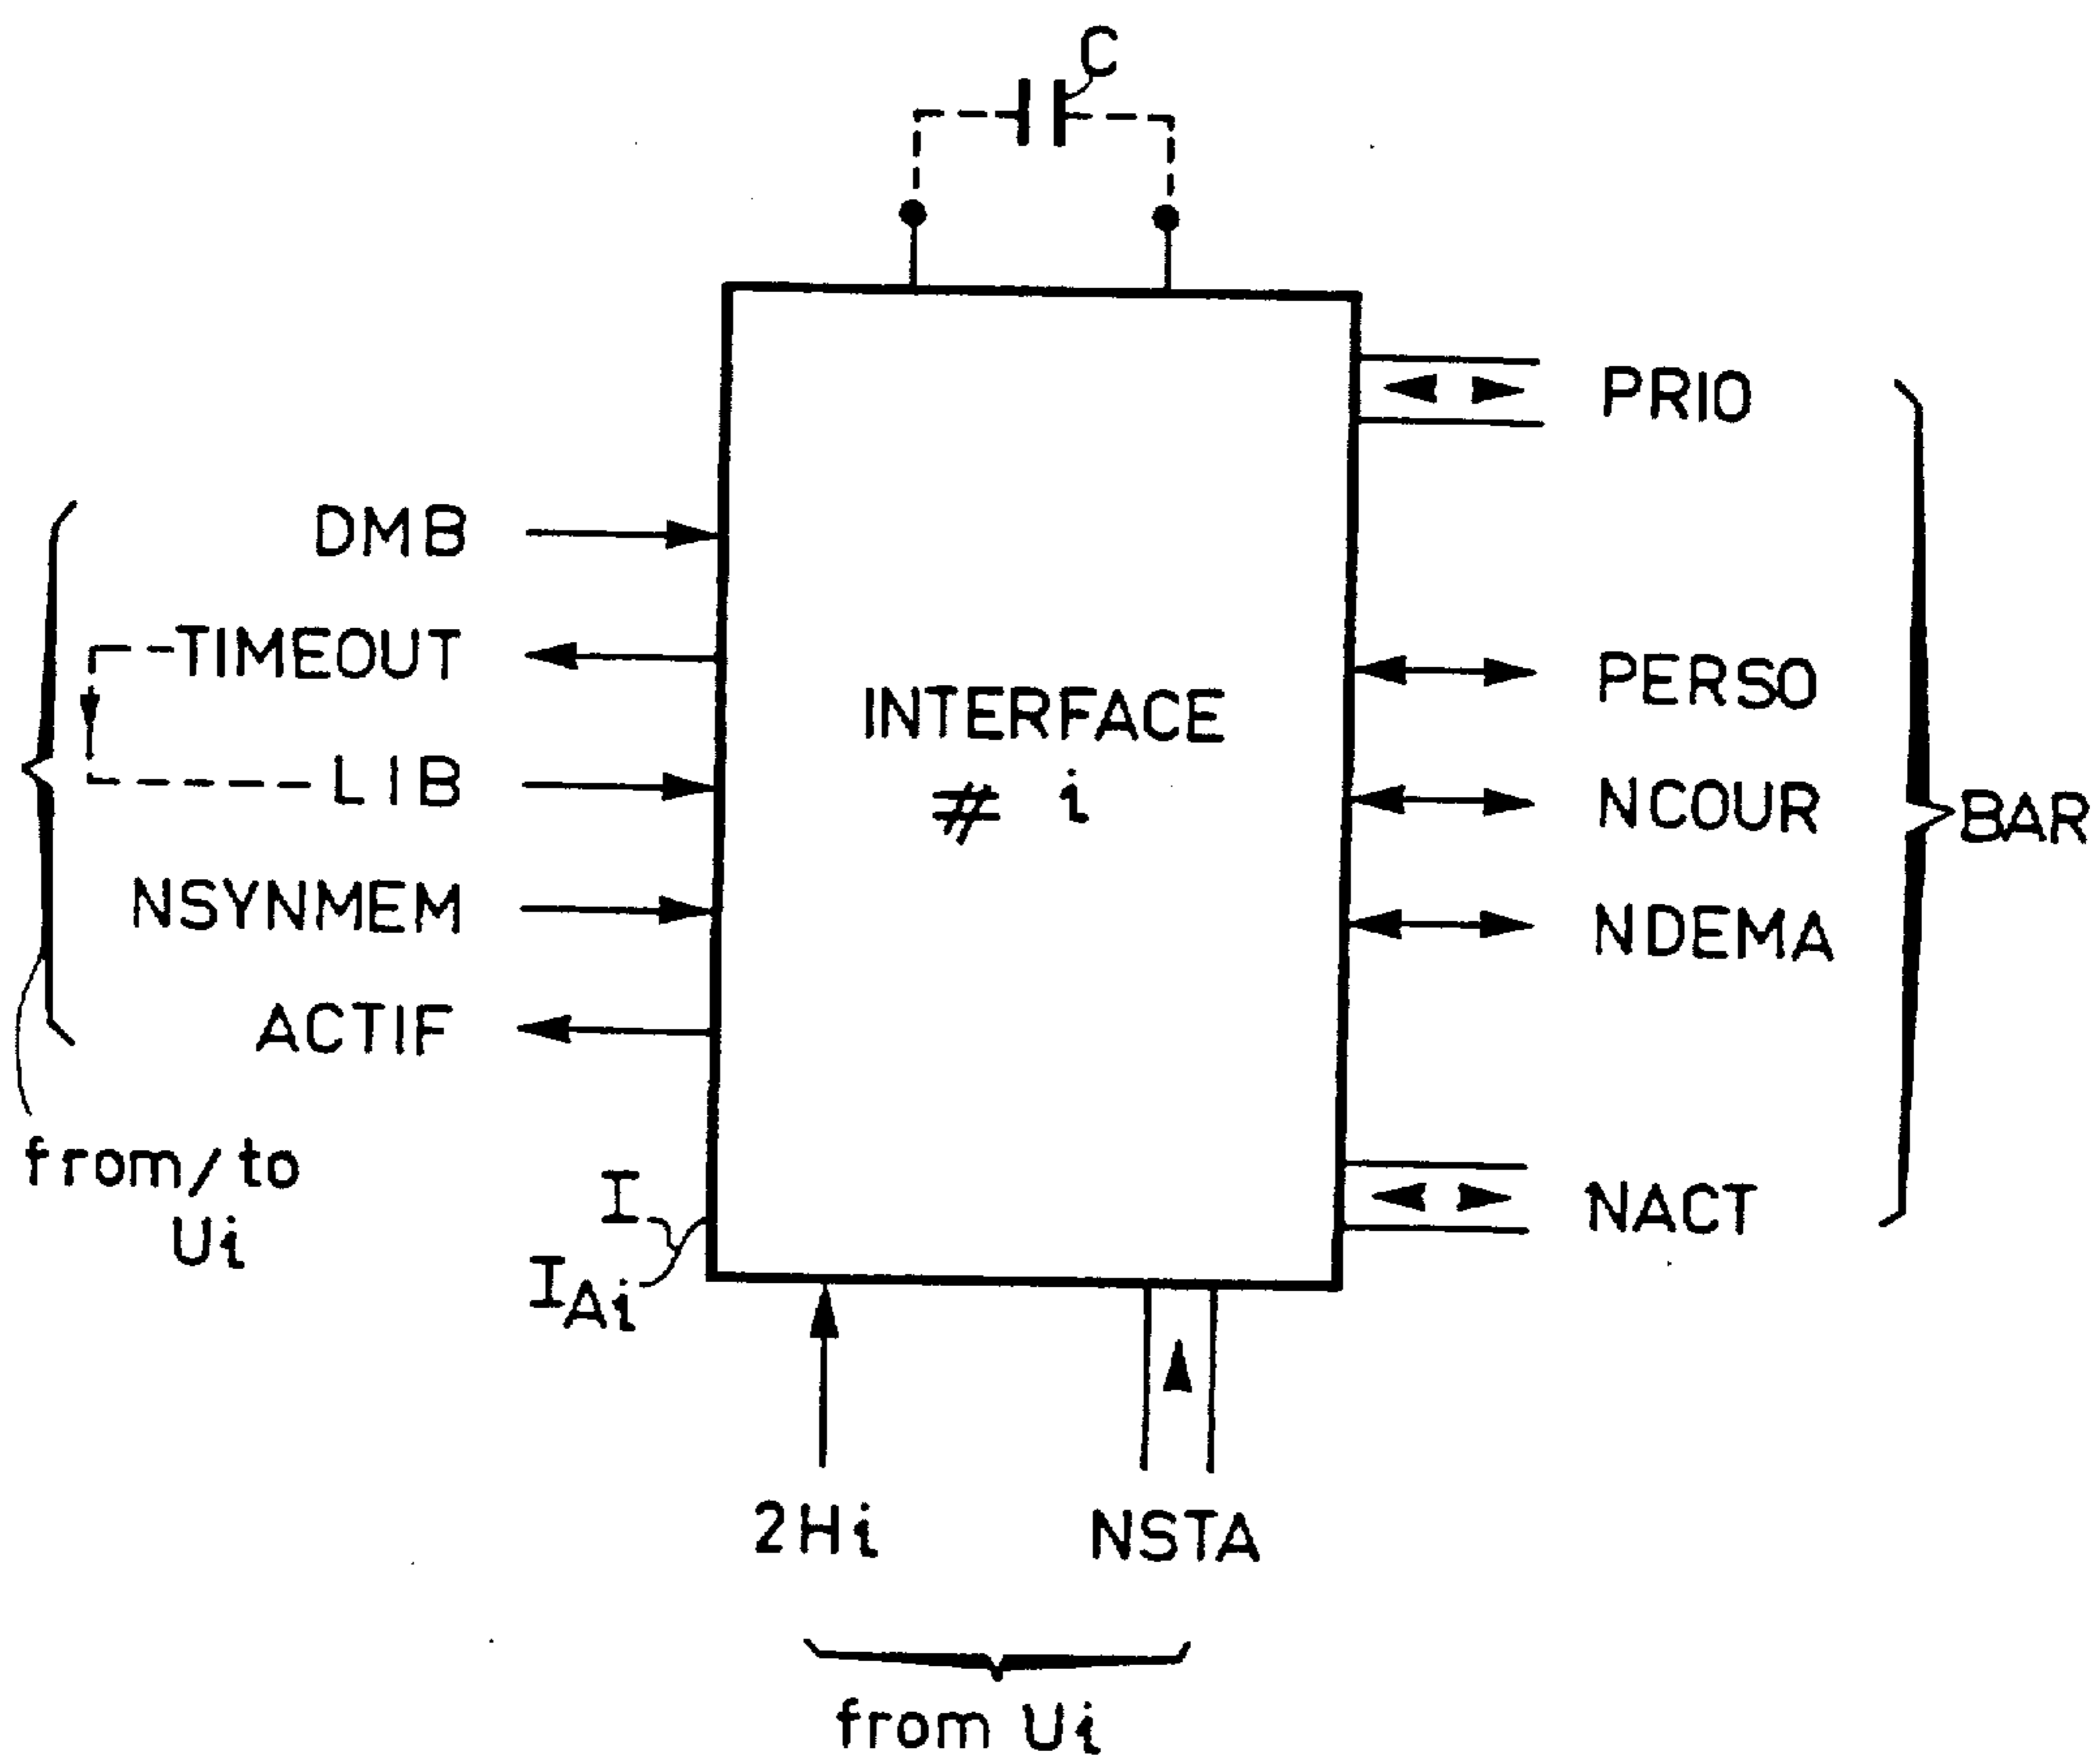 C
PRIO
DMB
TIMEOUT
PERSO
INTERFACE
# i
LIB
NCOUR
BAR
NSYNMEM
NDEMA
ACTIF
from/to
Ui
I
NACT
IAi
2Hi
NSTA
from Ui